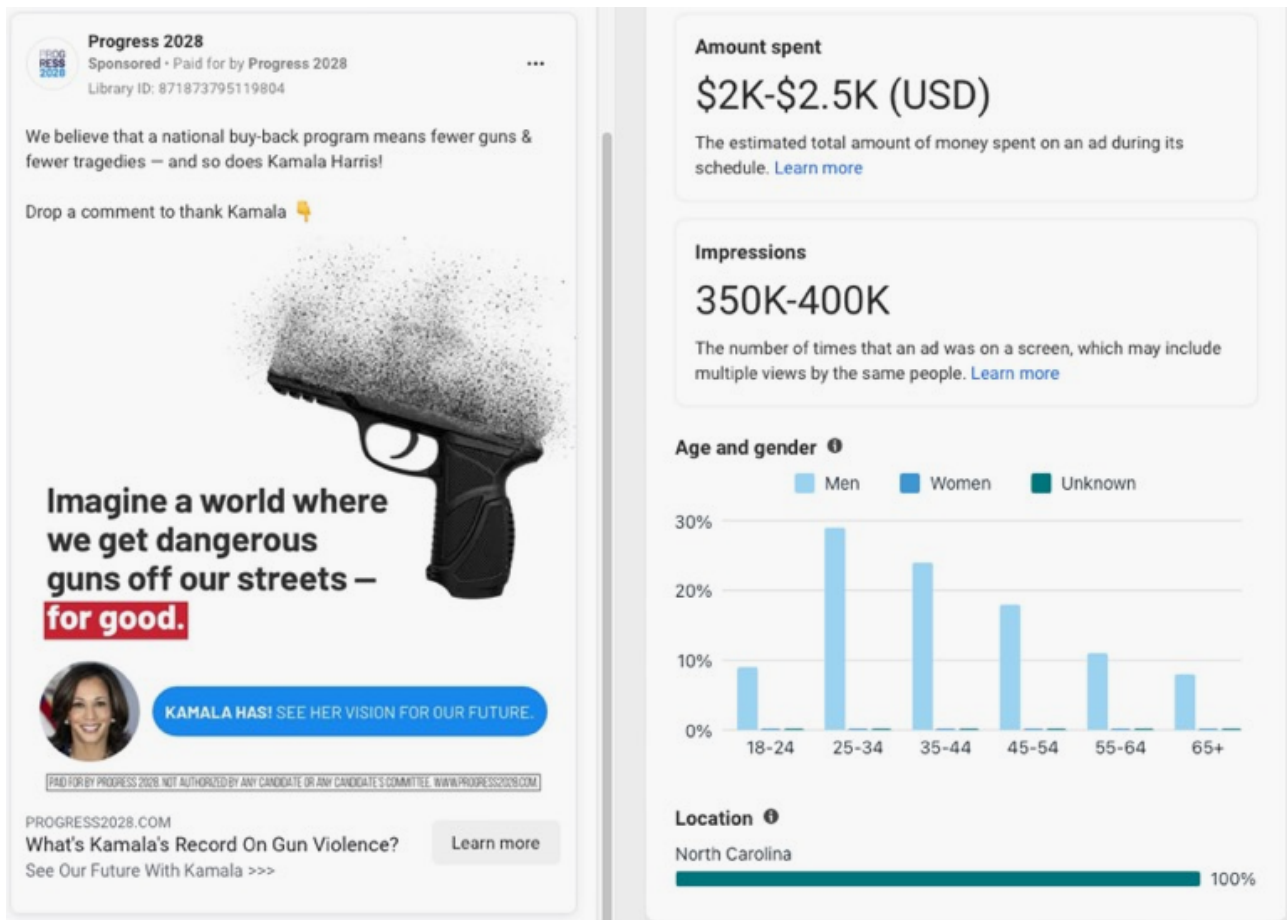 PROG
RESS
2028
Progress 2028
Sponsored • Paid for by Progress 2028
Library ID: 871873795119804
We believe that a national buy-back program means fewer guns &
fewer tragedies — and so does Kamala Harris!
Drop a comment to thank Kamala 👇
Imagine a world where
we get dangerous
guns off our streets —
for good.
KAMALA HAS! SEE HER VISION FOR OUR FUTURE.
PAID FOR BY PROGRESS 2028. NOT AUTHORIZED BY ANY CANDIDATE OR ANY CANDIDATE'S COMMITTEE. WWW.PROGRESS2028.COM.
PROGRESS2028.COM
What's Kamala's Record On Gun Violence?
See Our Future With Kamala >>>
Learn more
Amount spent
$2K-$2.5K (USD)
The estimated total amount of money spent on an ad during its
schedule. Learn more
Impressions
350K-400K
The number of times that an ad was on a screen, which may include
multiple views by the same people. Learn more
Age and gender
Men Women Unknown
30%
20%
10%
0%
18-24 25-34 35-44 45-54 55-64 65+
Location
North Carolina
100%